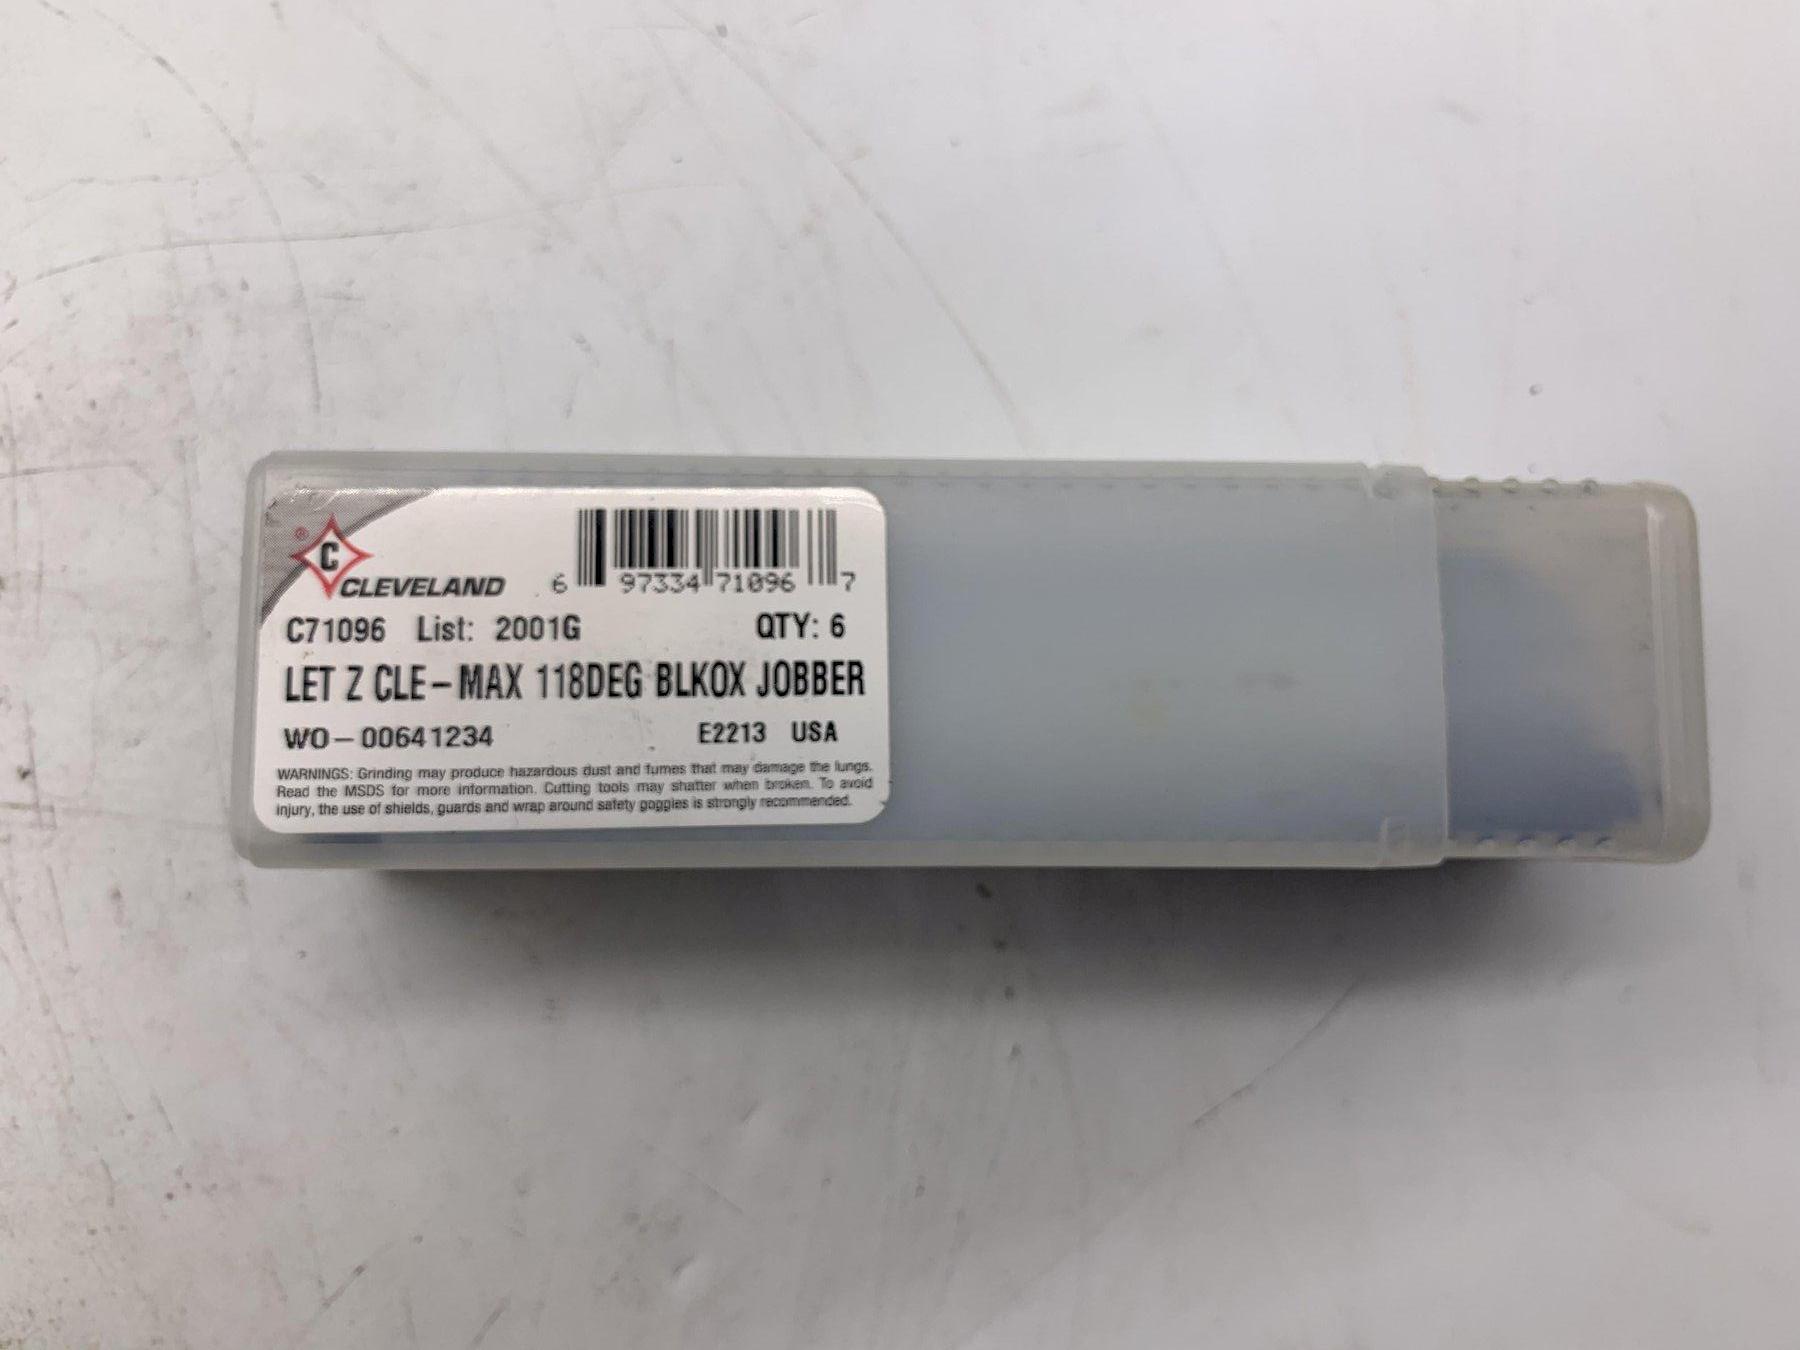 ® C CLEVELAND
6 97334 71096 7
C71096 List: 2001G QTY: 6
LET Z CLE-MAX 118DEG BLKOX JOBBER
WO-00641234 E2213 USA
WARNINGS: Grinding may produce hazardous dust and fumes that may damage the lungs.
Read the MSDS for more information. Cutting tools may shatter when broken. To avoid
injury, the use of shields, guards and wrap around safety goggles is strongly recommended.